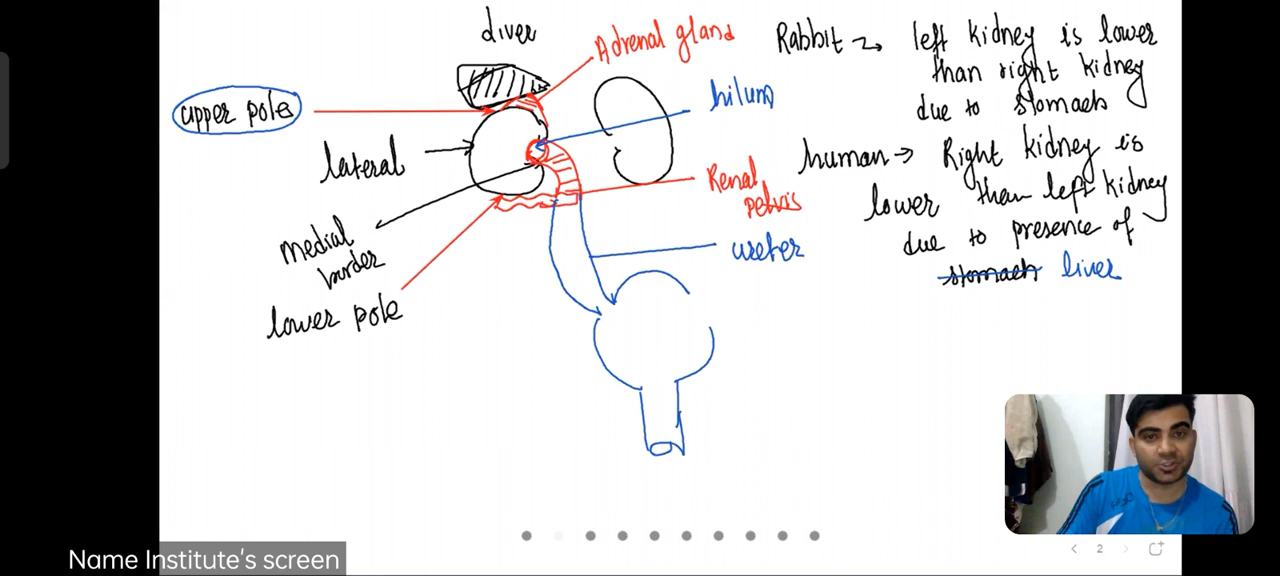 diver
Adrenal gland
upper pole
hilum
lateral
Renal
pelvis
medial
border
ureter
lower pole
Rabbit → left kidney is lower
than right kidney
due to stomach
human → Right kidney is
lower than left kidney
due to presence of
stomach liver
2
Name Institute's screen